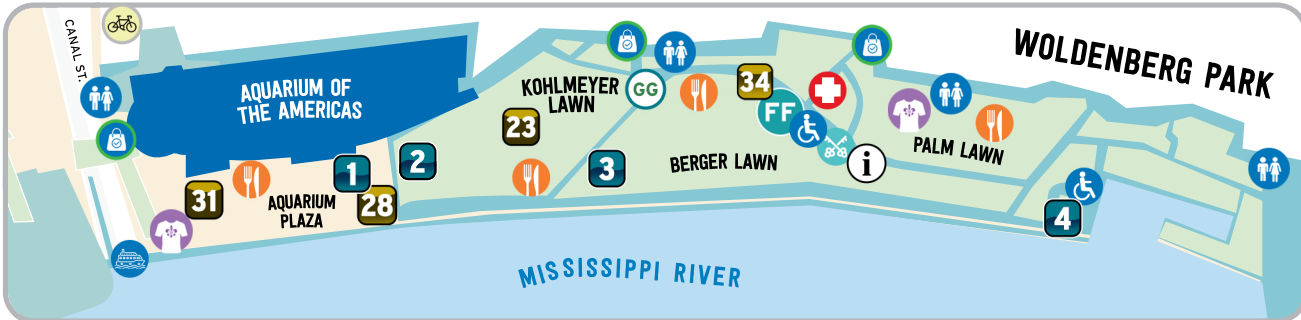 CANAL ST.
WOLDENBERG PARK
AQUARIUM OF
THE AMERICAS
KOHLMEYER
LAWN
GG
34
FF
23
1
2
3
BERGER LAWN
i
PALM LAWN
31
AQUARIUM
PLAZA
28
4
MISSISSIPPI RIVER